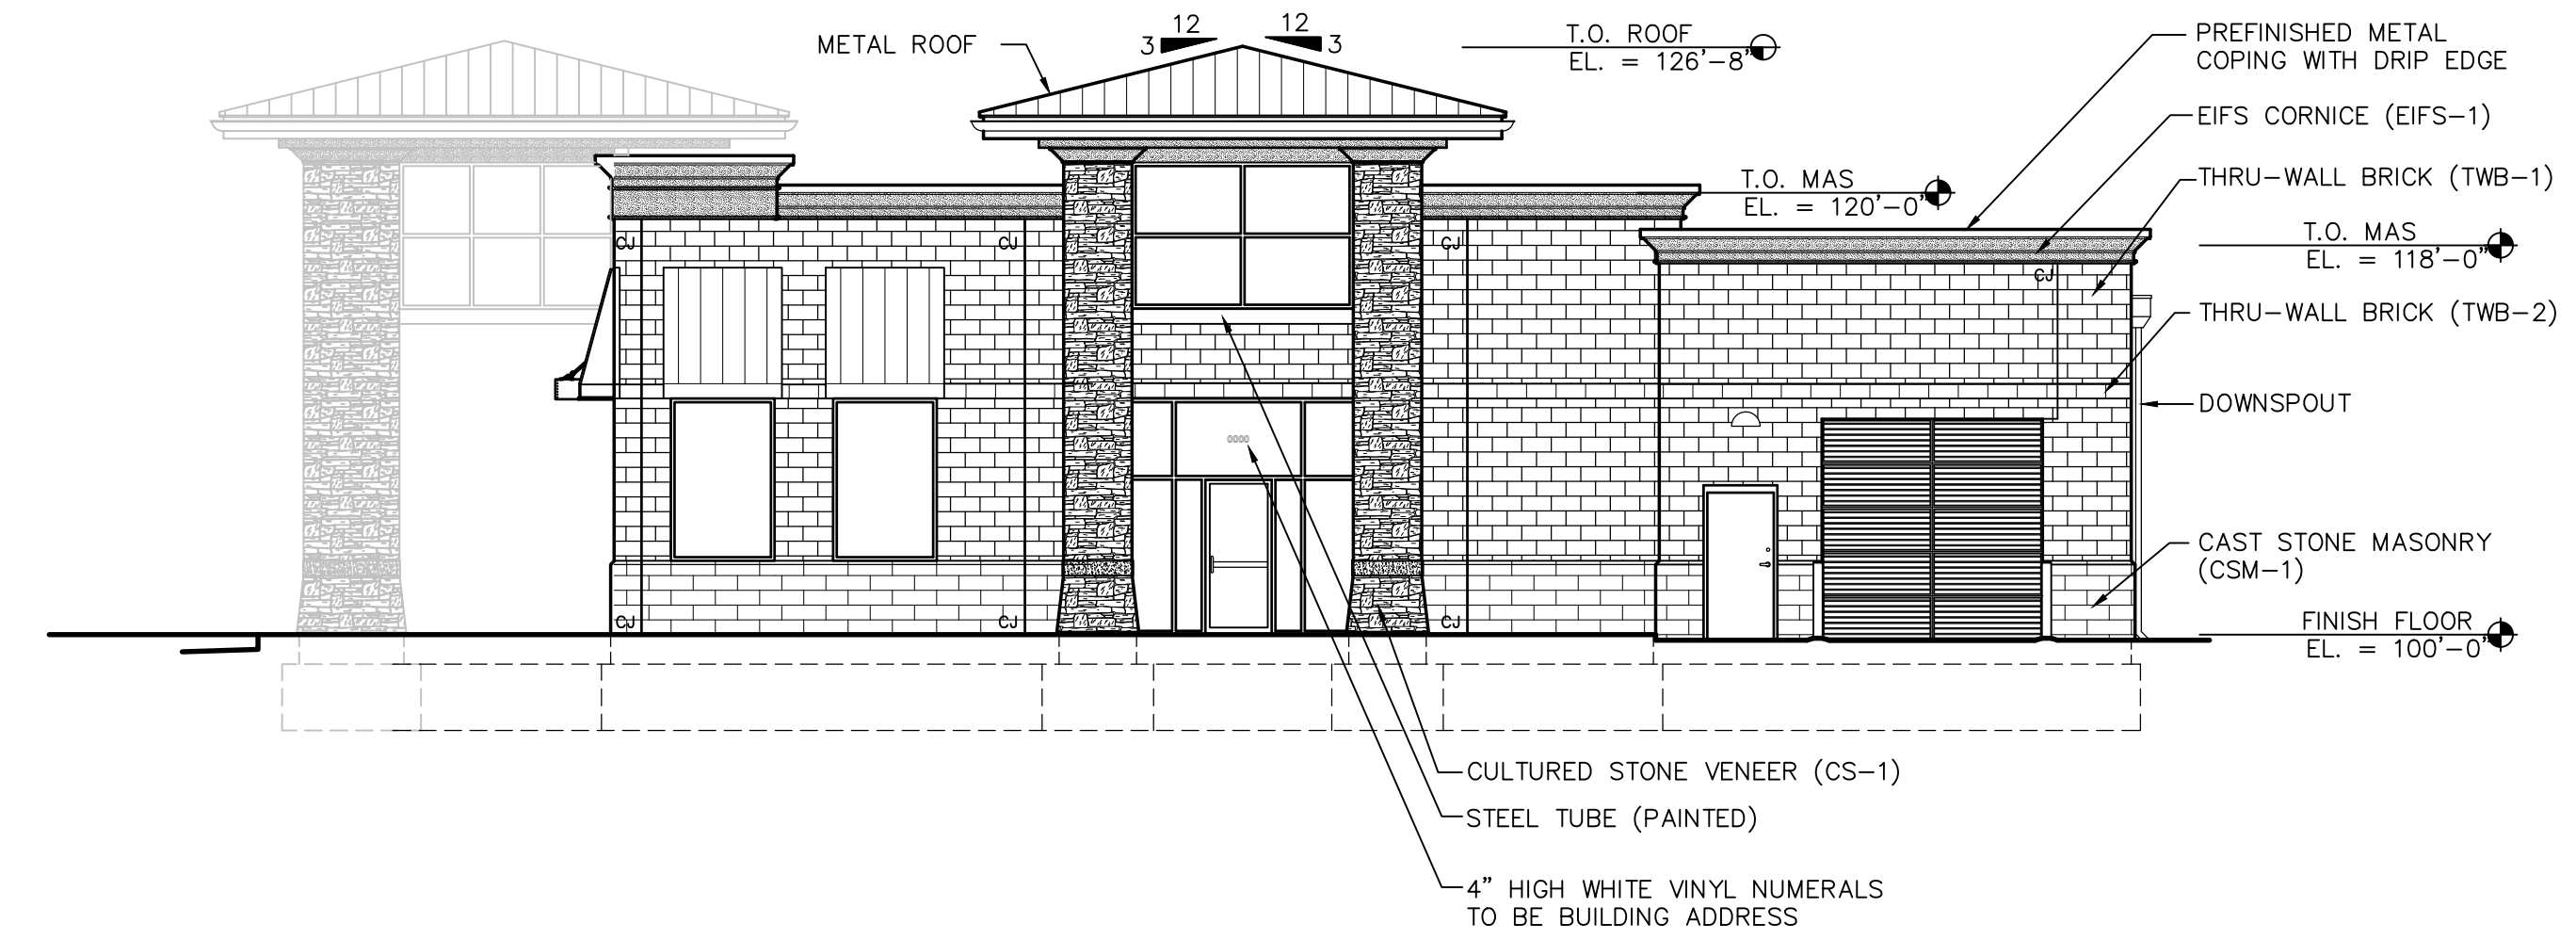 METAL ROOF
12
3
12
3
T.O. ROOF
EL. = 126'-8"
PREFINISHED METAL
COPING WITH DRIP EDGE
EIFS CORNICE (EIFS-1)
THRU-WALL BRICK (TWB-1)
T.O. MAS
EL. = 120'-0"
T.O. MAS
EL. = 118'-0"
CJ
CJ
CJ
CJ
THRU-WALL BRICK (TWB-2)
DOWNSPOUT
0000
CAST STONE MASONRY
(CSM-1)
CJ
CJ
CJ
FINISH FLOOR
EL. = 100'-0"
CULTURED STONE VENEER (CS-1)
STEEL TUBE (PAINTED)
4" HIGH WHITE VINYL NUMERALS
TO BE BUILDING ADDRESS